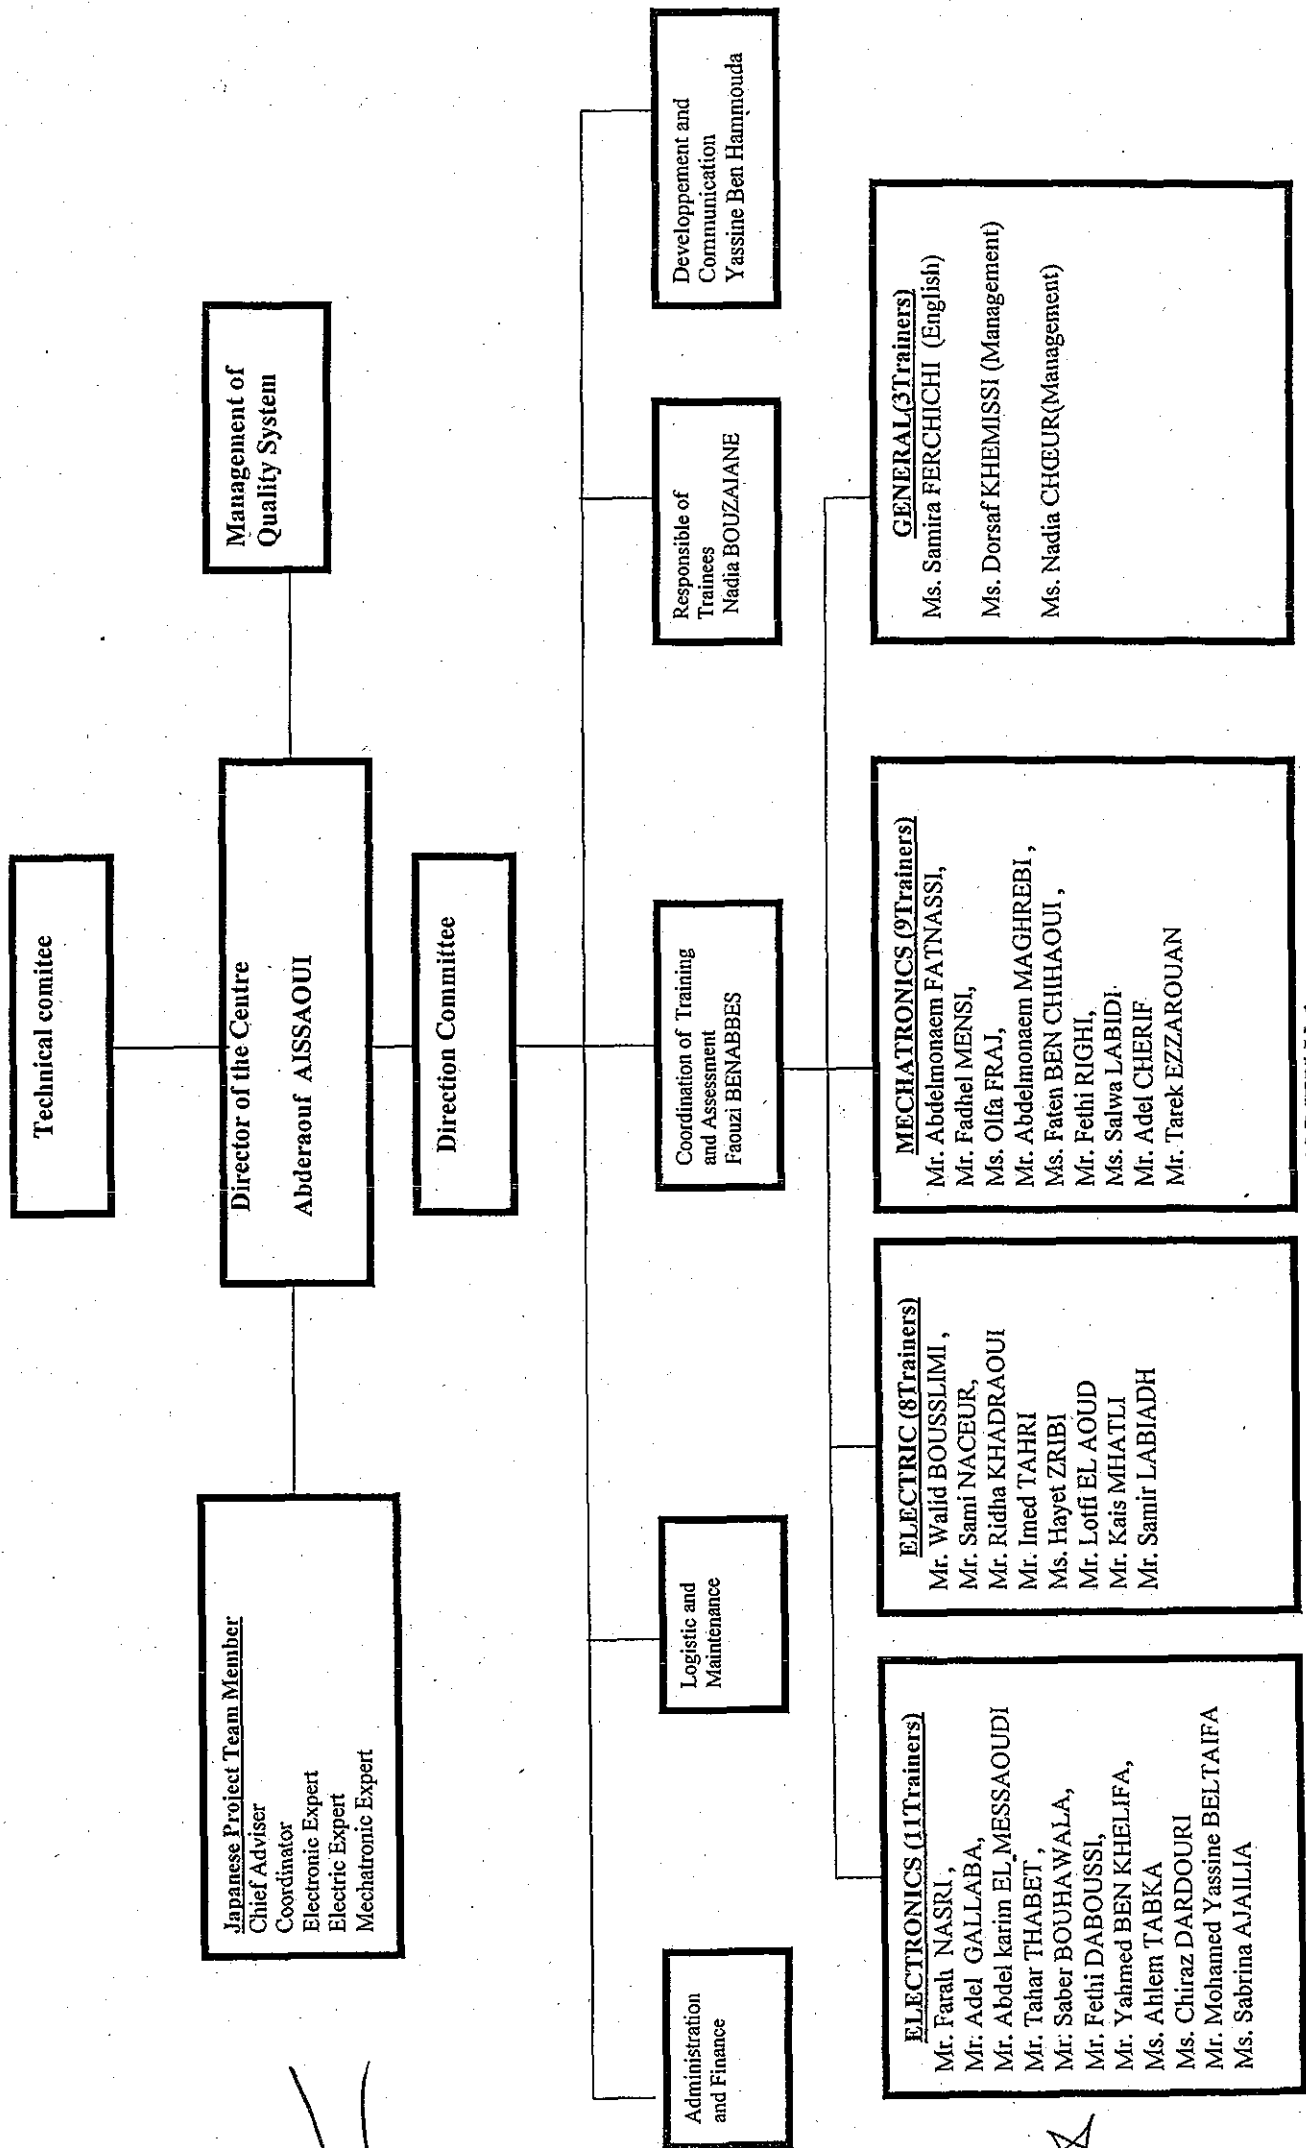 Technical comitee
Japanese Project Team Member
Chief Adviser
Coordinator
Electronic Expert
Electric Expert
Mechatronic Expert
Director of the Centre
Abderaouf AISSAOUI
Management of
Quality System
Direction Committee
Administration
and Finance
Logistic and
Maintenance
Coordination of Training
and Assessment
Faouzi BENABBES
Responsible of
Trainees
Nadia BOUZAIANE
Developpement and
Communication
Yassine Ben Hammouda
ELECTRONICS (11Trainers)
Mr. Farah NASRI ,
Mr. Adel GALLABA,
Mr. Abdel karim EL MESSAOUDI
Mr. Tahar THABET ,
Mr. Saber BOUHAWALA,
Mr. Fethi DABOUSSI,
Mr. Yahmed BEN KHELIFA,
Ms. Ahlem TABKA
Ms. Chiraz DARDOURI
Mr. Mohamed Yassine BELTAIFA
Ms. Sabrina AJAILIA
ELECTRIC (8Trainers)
Mr. Walid BOUSSLIMI ,
Mr. Sami NACEUR,
Mr. Ridha KHADRAOUI
Mr. Imed TAHRI
Ms. Hayet ZRIBI
Mr. Lotfi EL AOUD
Mr. Kais MHATLI
Mr. Samir LABIADH
MECHATRONICS (9Trainers)
Mr. Abdelmonaem FATNASSI,
Mr. Fadhel MENSI,
Ms. Olfa FRAJ,
Mr. Abdelmonaem MAGHREBI ,
Ms. Faten BEN CHIHAOUI ,
Mr. Fethi RIGHI,
Ms. Salwa LABIDI
Mr. Adel CHERIF
Mr. Tarek EZZAROUAN
GENERAL(3Trainers)
Ms. Samira FERCHICHI (English)
Ms. Dorsaf KHEMISSI (Management)
Ms. Nadia CHŒUR(Management)